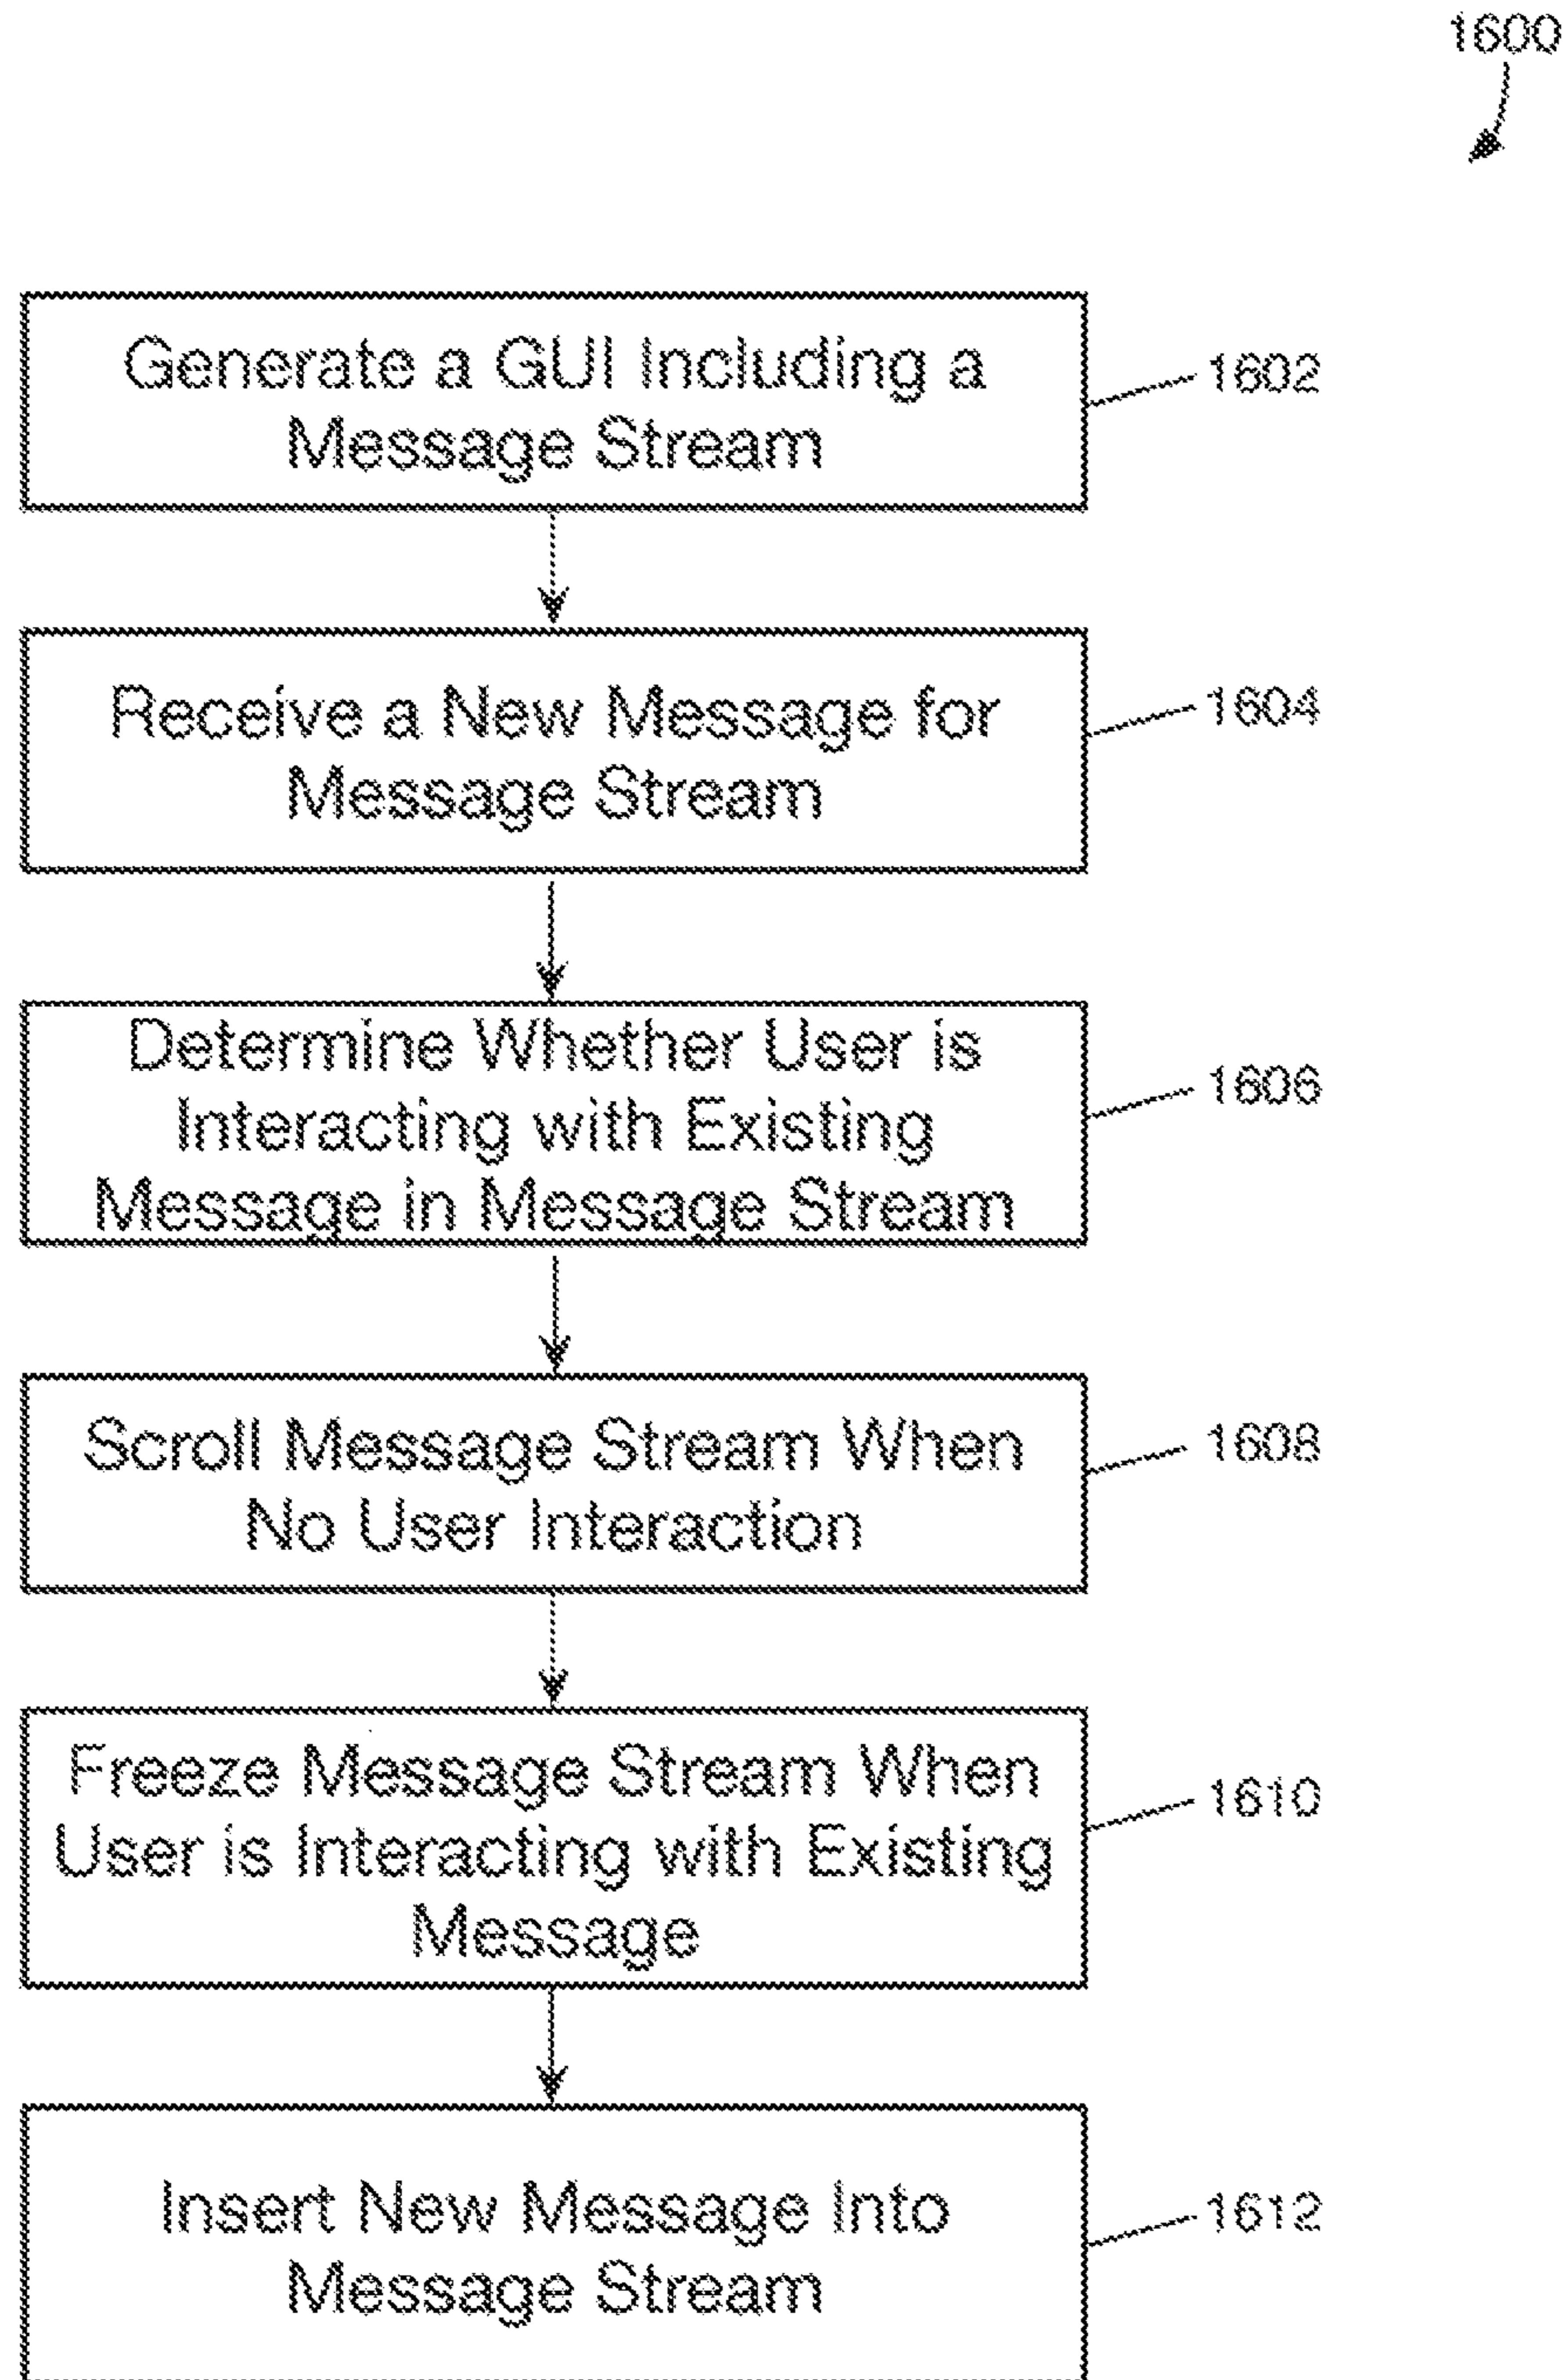 1600
Generate a GUI Including a
Message Stream
1602
Receive a New Message for
Message Stream
1604
Determine Whether User is
Interacting with Existing
Message in Message Stream
1606
Scroll Message Stream When
No User Interaction
1608
Freeze Message Stream When
User is Interacting with Existing
Message
1610
Insert New Message Into
Message Stream
1612